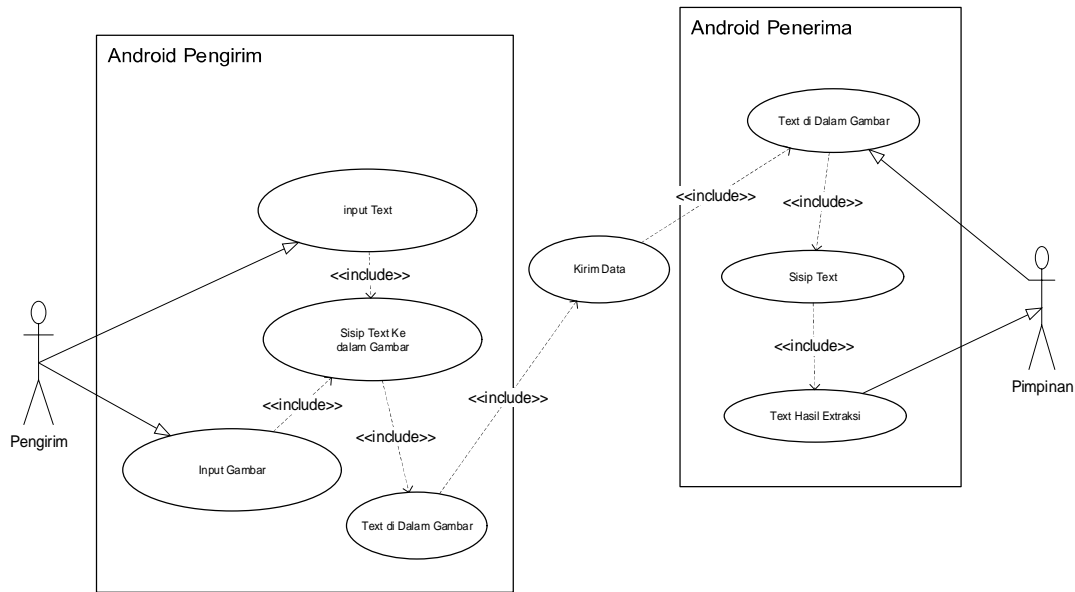 Android Pengirim
input Text
<<include>>
Sisip Text Ke
dalam Gambar
<<include>>
<<include>>
Input Gambar
Text di Dalam Gambar
Pengirim
<<include>>
Kirim Data
<<include>>
Android Penerima
Text di Dalam Gambar
<<include>>
Sisip Text
<<include>>
Text Hasil Extraksi
Pimpinan